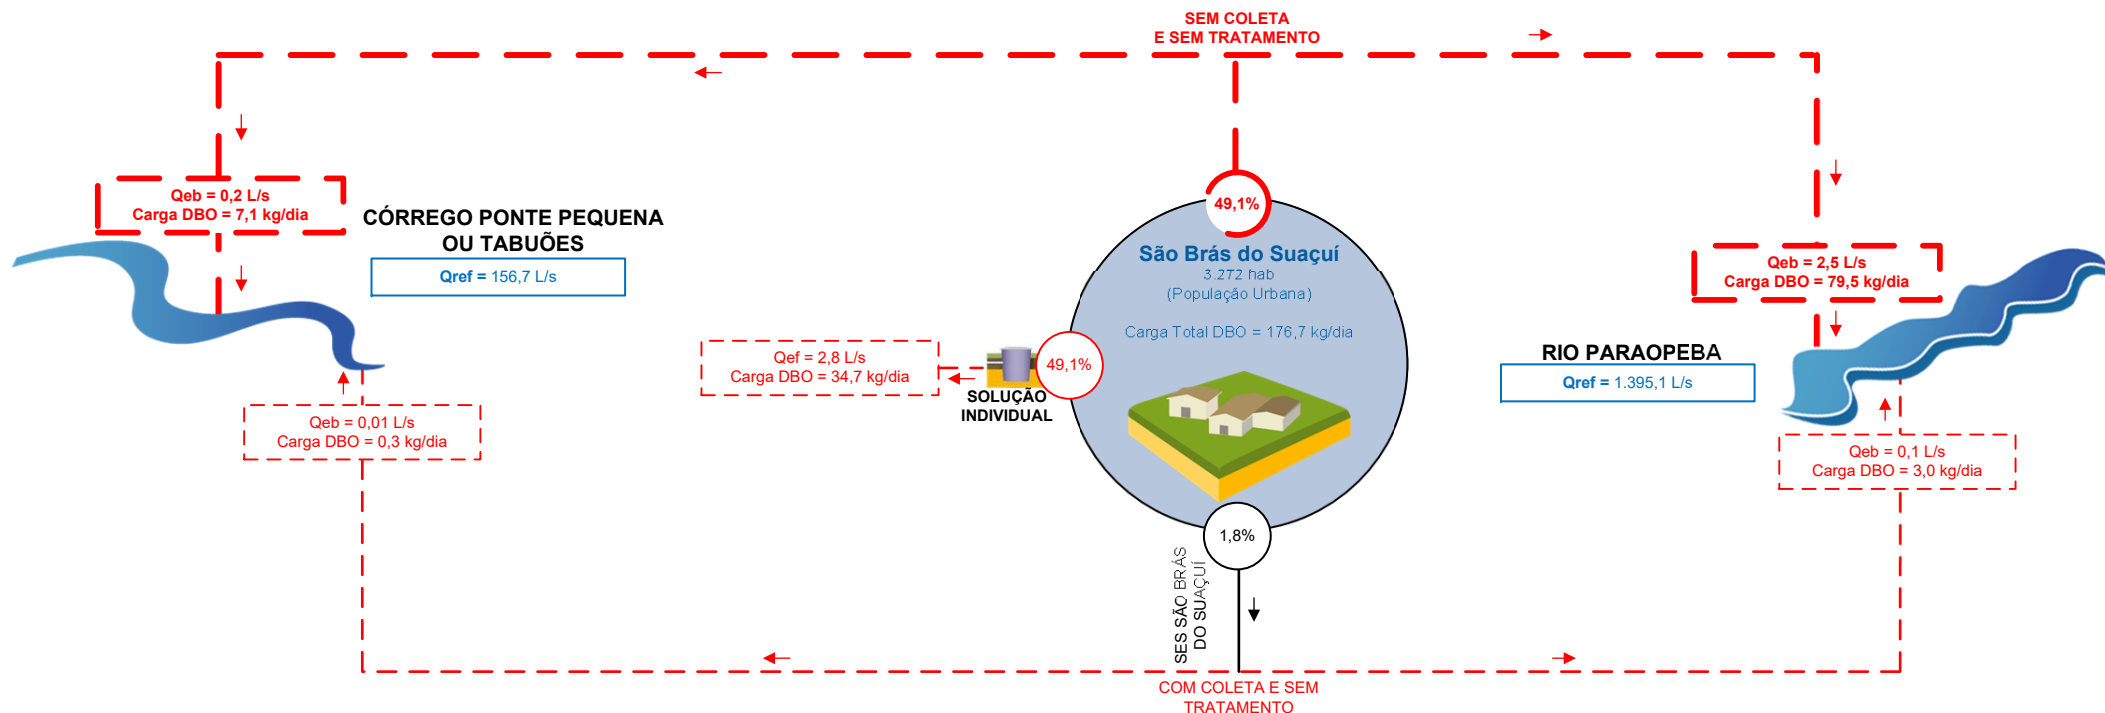 SEM COLETA
E SEM TRATAMENTO
Qeb = 0,2 L/s
Carga DBO = 7,1 kg/dia
CÓRREGO PONTE PEQUENA
OU TABUÕES
Qref = 156,7 L/s
49,1%
São Brás do Suaçuí
3.272 hab
(População Urbana)
Carga Total DBO = 176,7 kg/dia
Qeb = 2,5 L/s
Carga DBO = 79,5 kg/dia
RIO PARAOPEBA
Qref = 1.395,1 L/s
Qef = 2,8 L/s
Carga DBO = 34,7 kg/dia
49,1%
SOLUÇÃO
INDIVIDUAL
Qeb = 0,01 L/s
Carga DBO = 0,3 kg/dia
Qeb = 0,1 L/s
Carga DBO = 3,0 kg/dia
1,8%
SES SÃO BRÁS
DO SUAÇUÍ
COM COLETA E SEM
TRATAMENTO